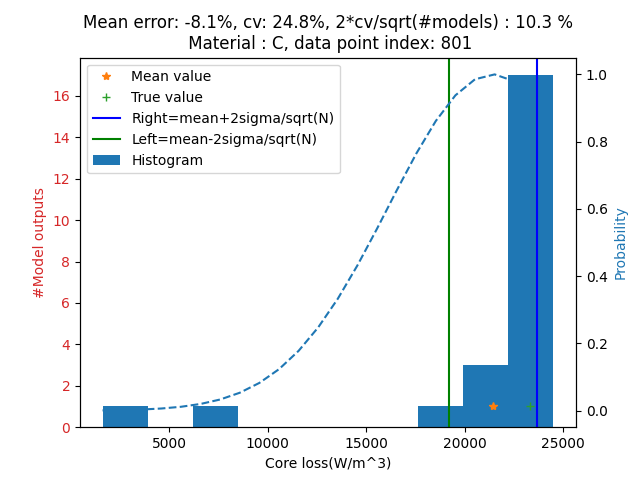 Mean error: -8.1%, cv: 24.8%, 2*cv/sqrt(#models) : 10.3 %
Material : C, data point index: 801
Mean value
True value
Right=mean+2sigma/sqrt(N)
Left=mean-2sigma/sqrt(N)
Histogram
#Model outputs
16
14
12
10
8
6
4
2
0
1.0
0.8
0.6
0.4
0.2
0.0
Probability
5000 10000 15000 20000 25000
Core loss(W/m^3)